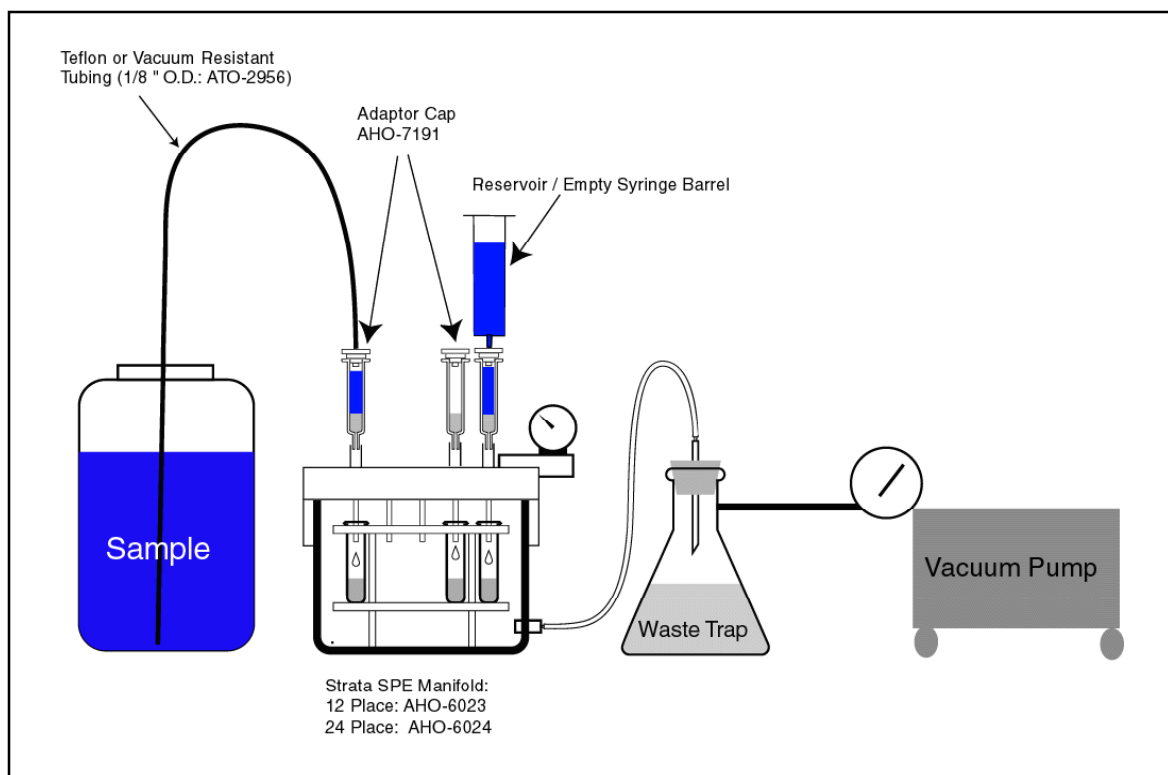 Teflon or Vacuum Resistant
Tubing (1/8 " O.D.: ATO-2956)
Adaptor Cap
AHO-7191
Reservoir / Empty Syringe Barrel
Sample
Waste Trap
Vacuum Pump
Strata SPE Manifold:
12 Place: AHO-6023
24 Place:  AHO-6024